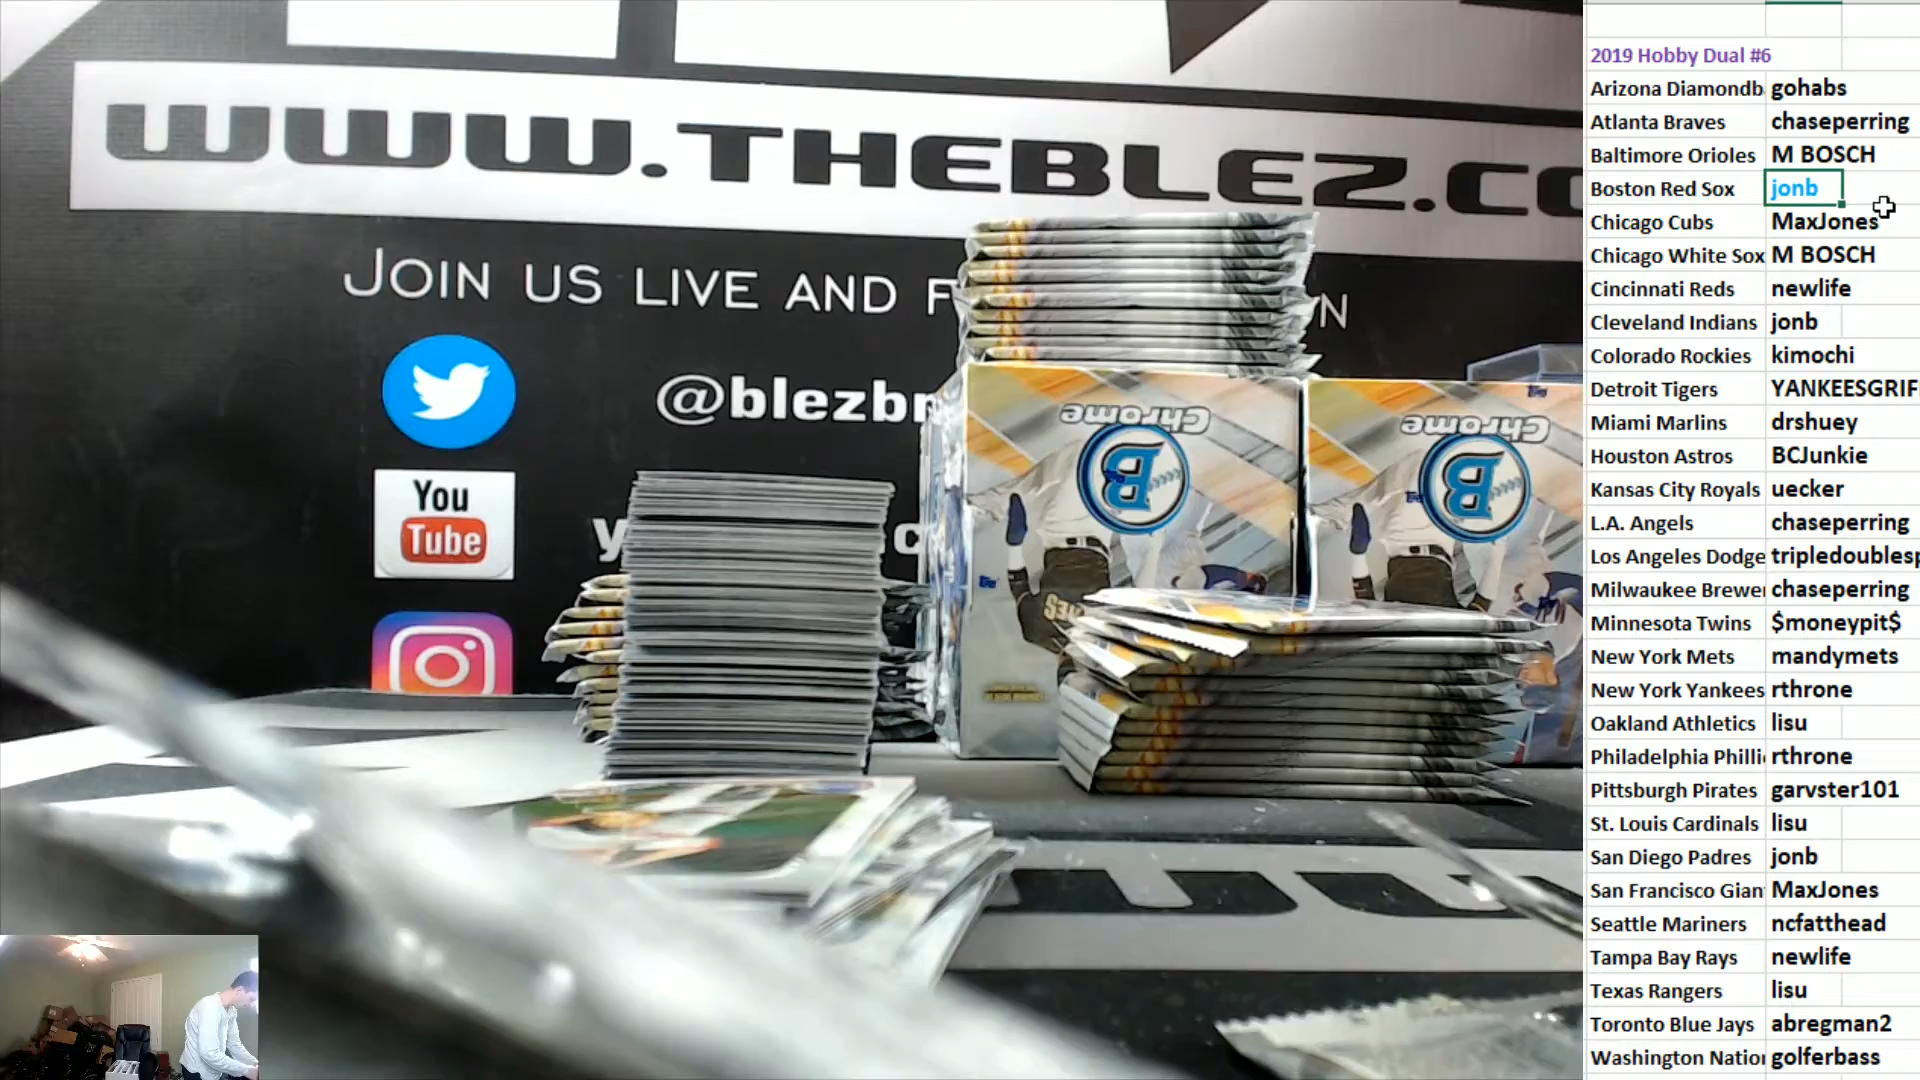 WWW.THEBLEZ.CO
JOIN US LIVE AND F N
@blezbr
You
Tube
y c
Chrome
B
Chrome
B
2019 Hobby Dual #6
Arizona Diamondb gohabs
Atlanta Braves chaseperring
Baltimore Orioles M BOSCH
Boston Red Sox jonb
Chicago Cubs MaxJones
Chicago White Sox M BOSCH
Cincinnati Reds newlife
Cleveland Indians jonb
Colorado Rockies kimochi
Detroit Tigers YANKEESGRIF
Miami Marlins drshuey
Houston Astros BCJunkie
Kansas City Royals uecker
L.A. Angels chaseperring
Los Angeles Dodge tripledoublesp
Milwaukee Brewer chaseperring
Minnesota Twins $moneypit$
New York Mets mandymets
New York Yankees rthrone
Oakland Athletics lisu
Philadelphia Philli rthrone
Pittsburgh Pirates garvster101
St. Louis Cardinals lisu
San Diego Padres jonb
San Francisco Gian MaxJones
Seattle Mariners ncfatthead
Tampa Bay Rays newlife
Texas Rangers lisu
Toronto Blue Jays abregman2
Washington Natio golferbass